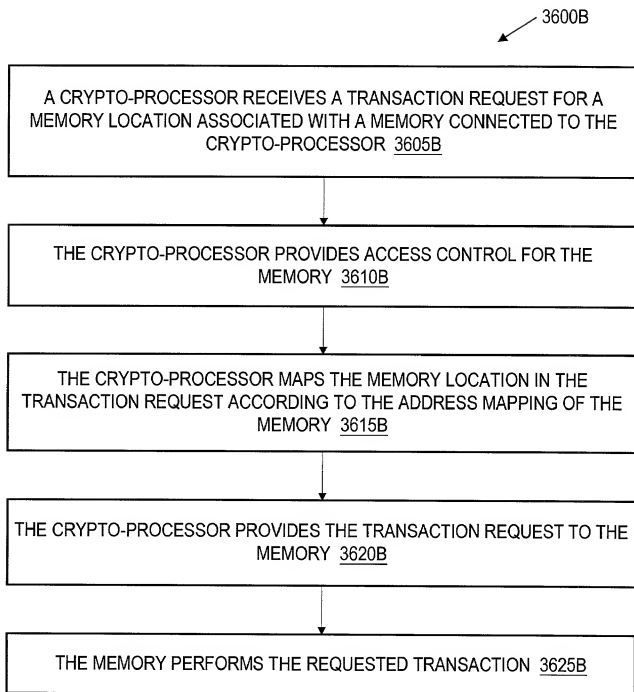 3600B
A CRYPTO-PROCESSOR RECEIVES A TRANSACTION REQUEST FOR A
MEMORY LOCATION ASSOCIATED WITH A MEMORY CONNECTED TO THE
CRYPTO-PROCESSOR 3605B
THE CRYPTO-PROCESSOR PROVIDES ACCESS CONTROL FOR THE
MEMORY 3610B
THE CRYPTO-PROCESSOR MAPS THE MEMORY LOCATION IN THE
TRANSACTION REQUEST ACCORDING TO THE ADDRESS MAPPING OF THE
MEMORY 3615B
THE CRYPTO-PROCESSOR PROVIDES THE TRANSACTION REQUEST TO THE
MEMORY 3620B
THE MEMORY PERFORMS THE REQUESTED TRANSACTION 3625B